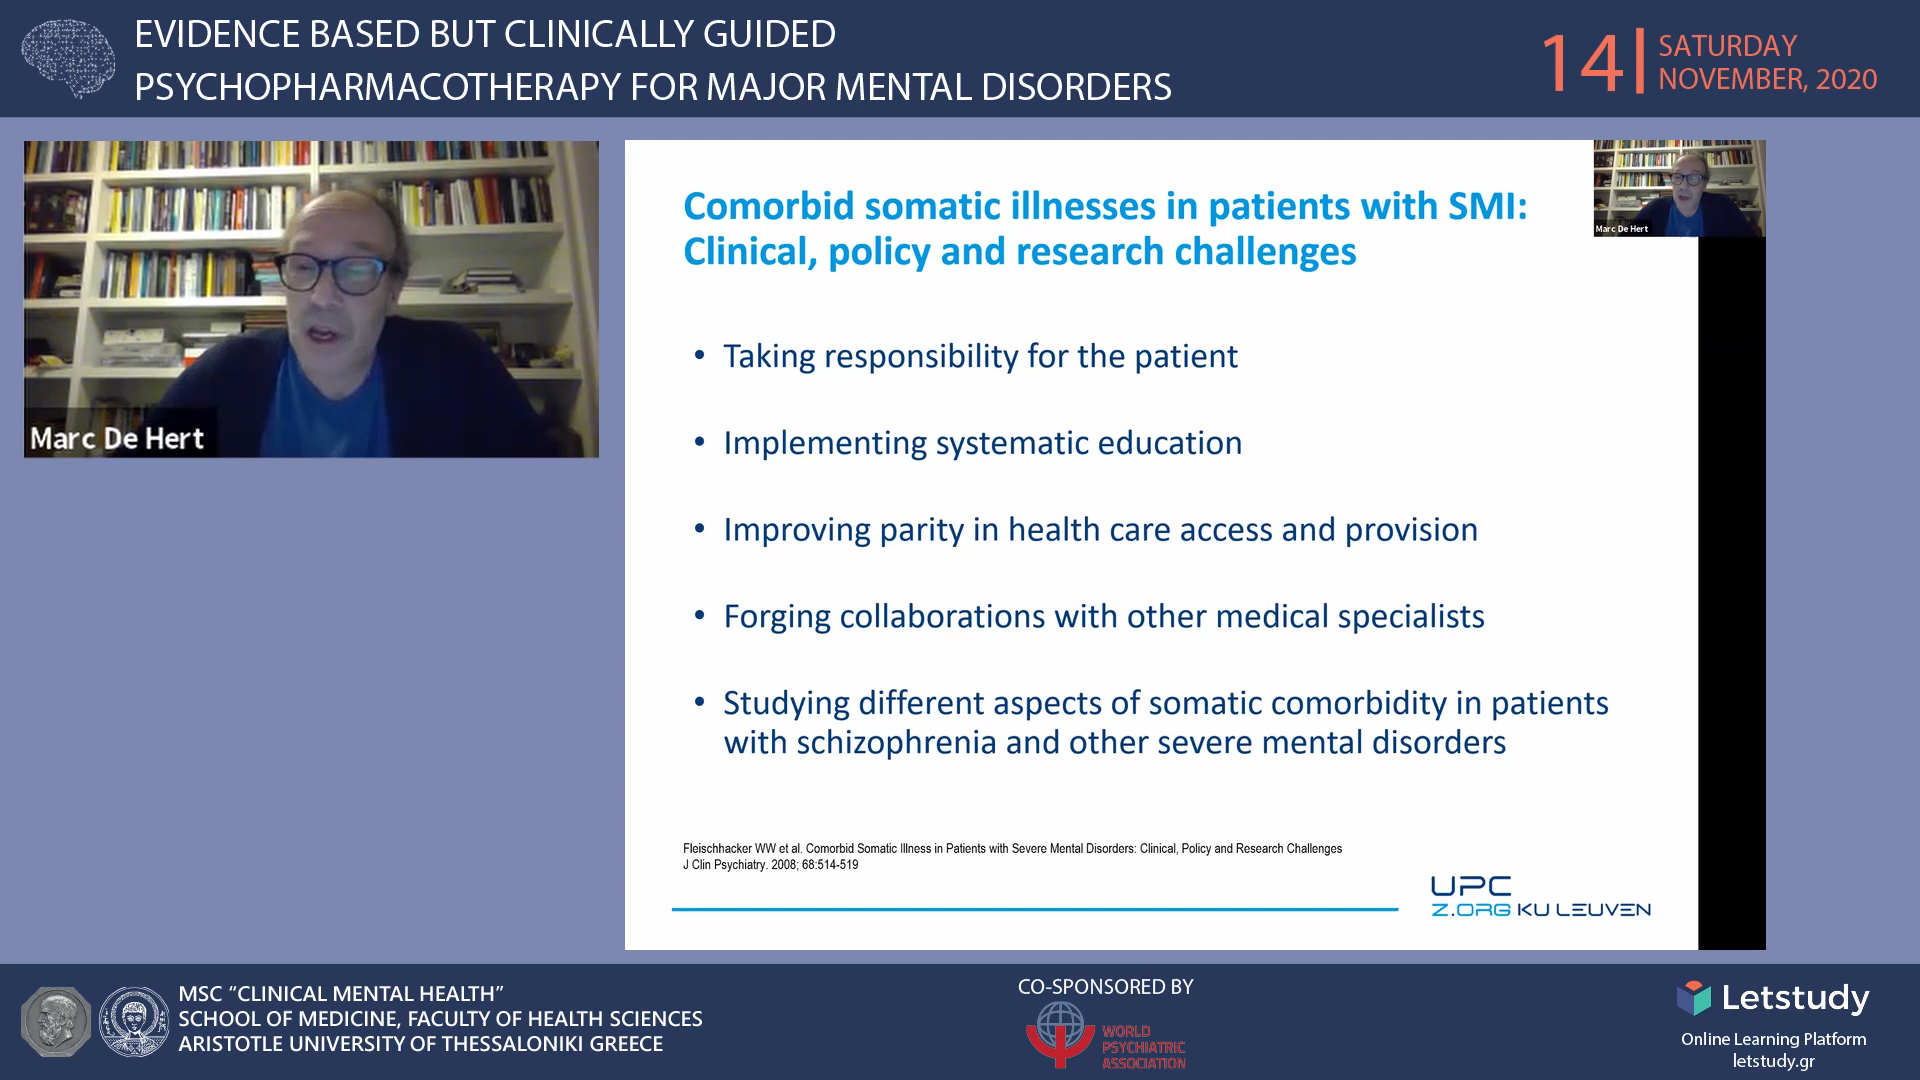 EVIDENCE BASED BUT CLINICALLY GUIDED
PSYCHOPHARMACOTHERAPY FOR MAJOR MENTAL DISORDERS
14
SATURDAY
NOVEMBER, 2020
Marc De Hert
Marc De Hert
Comorbid somatic illnesses in patients with SMI:
Clinical, policy and research challenges
• Taking responsibility for the patient
• Implementing systematic education
• Improving parity in health care access and provision
• Forging collaborations with other medical specialists
• Studying different aspects of somatic comorbidity in patients
with schizophrenia and other severe mental disorders
Fleischhacker WW et al. Comorbid Somatic Illness in Patients with Severe Mental Disorders: Clinical, Policy and Research Challenges
J Clin Psychiatry. 2008; 68:514-519
UPC
Z.ORG KU LEUVEN
MSC “CLINICAL MENTAL HEALTH”
SCHOOL OF MEDICINE, FACULTY OF HEALTH SCIENCES
ARISTOTLE UNIVERSITY OF THESSALONIKI GREECE
CO-SPONSORED BY
WORLD
PSYCHIATRIC
ASSOCIATION
Letstudy
Online Learning Platform
letstudy.gr